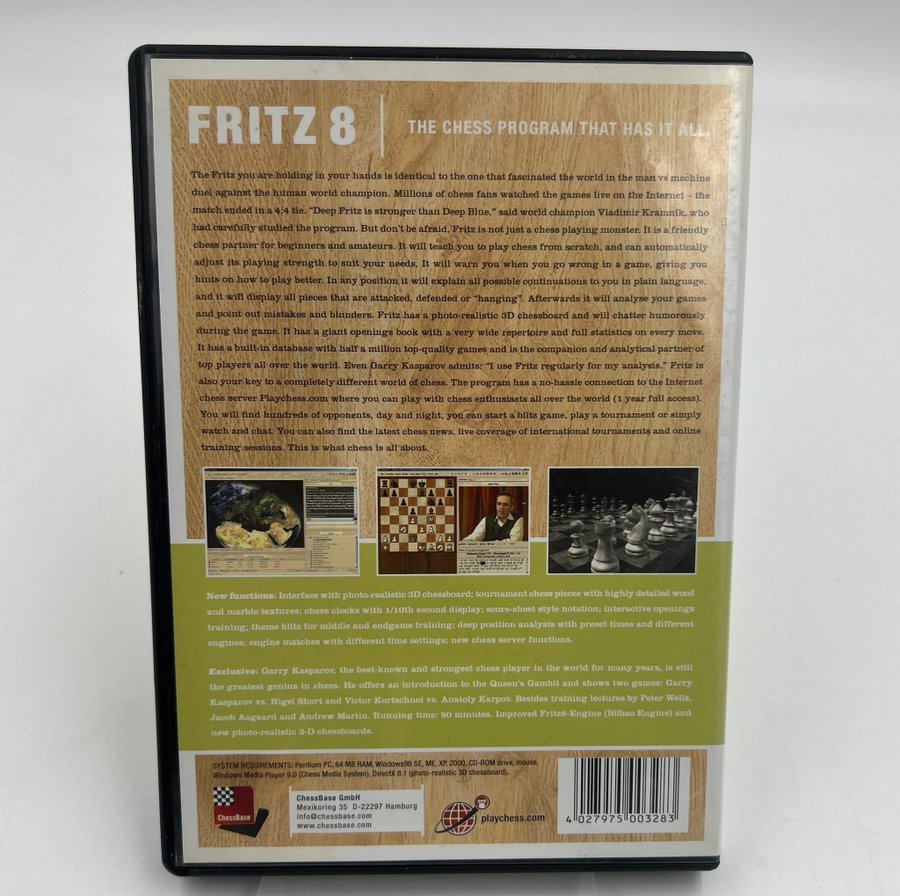 FRITZ 8
THE CHESS PROGRAM THAT HAS IT ALL.
The Fritz you are holding in your hands is identical to the one that fascinated the world in the man vs machine
duel against the human world champion. Millions of chess fans watched the games live on the Internet – the
match ended in a 4:4 tie. "Deep Fritz is stronger than Deep Blue," said world champion Vladimir Kramnik, who
had carefully studied the program. But don't be afraid, Fritz is not just a chess playing monster. It is a friendly
chess partner for beginners and amateurs. It will teach you to play chess from scratch, and can automatically
adjust its playing strength to suit your needs. It will warn you when you go wrong in a game, giving you
hints on how to play better. In any position it will explain all possible continuations to you in plain language,
and it will display all pieces that are attacked, defended or "hanging". Afterwards it will analyse your games
and point out mistakes and blunders. Fritz has a photo-realistic 3D chessboard and will chatter humorously
during the game. It has a giant openings book with a very wide repertoire and full statistics on every move.
It has a built-in database with half a million top-quality games and is the companion and analytical partner of
top players all over the world. Even Garry Kasparov admits: "I use Fritz regularly for my analysis." Fritz is
also your key to a completely different world of chess. The program has a no-hassle connection to the Internet
chess server Playchess.com where you can play with chess enthusiasts all over the world (1 year full access).
You will find hundreds of opponents, day and night, you can start a blitz game, play a tournament or simply
watch and chat. You can also find the latest chess news, live coverage of international tournaments and online
training sessions. This is what chess is all about.
New functions: Interface with photo-realistic 3D chessboard; tournament chess pieces with highly detailed wood
and marble textures; chess clocks with 1/10th second display; score-sheet style notation; interactive openings
training; theme blitz for middle and endgame training; deep position analysis with preset times and different
engines; engine matches with different time settings; new chess server functions.
Exclusive: Garry Kasparov, the best-known and strongest chess player in the world for many years, is still
the greatest genius in chess. He offers an introduction to the Queen's Gambit and shows two games: Garry
Kasparov vs. Nigel Short and Victor Kortschnoi vs. Anatoly Karpov. Besides training lectures by Peter Wells,
Jacob Aagaard and Andrew Martin. Running time: 90 minutes. Improved Fritz8-Engine (Bilbao Engine) and
new photo-realistic 3-D chessboards.
SYSTEM REQUIREMENTS: Pentium PC, 64 MB RAM, Windows98 SE, ME, XP, 2000, CD-ROM drive, mouse,
Windows Media Player 9.0 (Chess Media System), DirectX 8.1 (photo-realistic 3D chessboard).
ChessBase
ChessBase GmbH
Mexikoring 35 D-22297 Hamburg
info@chessbase.com
www.chessbase.com
playchess.com
4 027975 003283